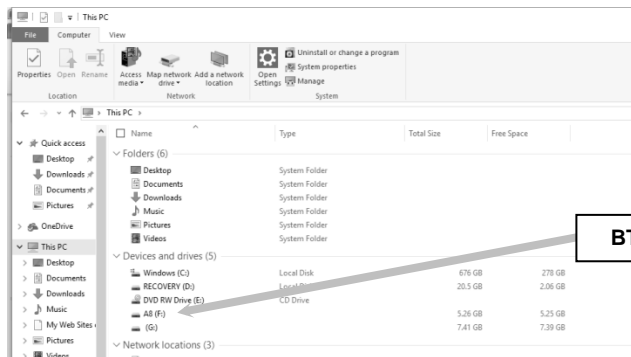 This PC
File Computer View
Properties Open Rename Access media Map network drive Add a network location Open Settings Uninstall or change a program
System properties
Manage
Location Network System
This PC
Name Type Total Size Free Space
Quick access
Desktop
Downloads
Documents
Pictures
OneDrive
This PC
Desktop
Documents
Downloads
Music
My Web Sites
Pictures
Videos
Folders (6)
Desktop System Folder
Documents System Folder
Downloads System Folder
Music System Folder
Pictures System Folder
Videos System Folder
Devices and drives (5)
Windows (C:) Local Disk 676 GB 278 GB
RECOVERY (D:) Local Disk 20.5 GB 2.06 GB
DVD RW Drive (E:) CD Drive
A8 (F:) 5.26 GB 5.25 GB
(G:) 7.41 GB 7.39 GB
Network locations (3)